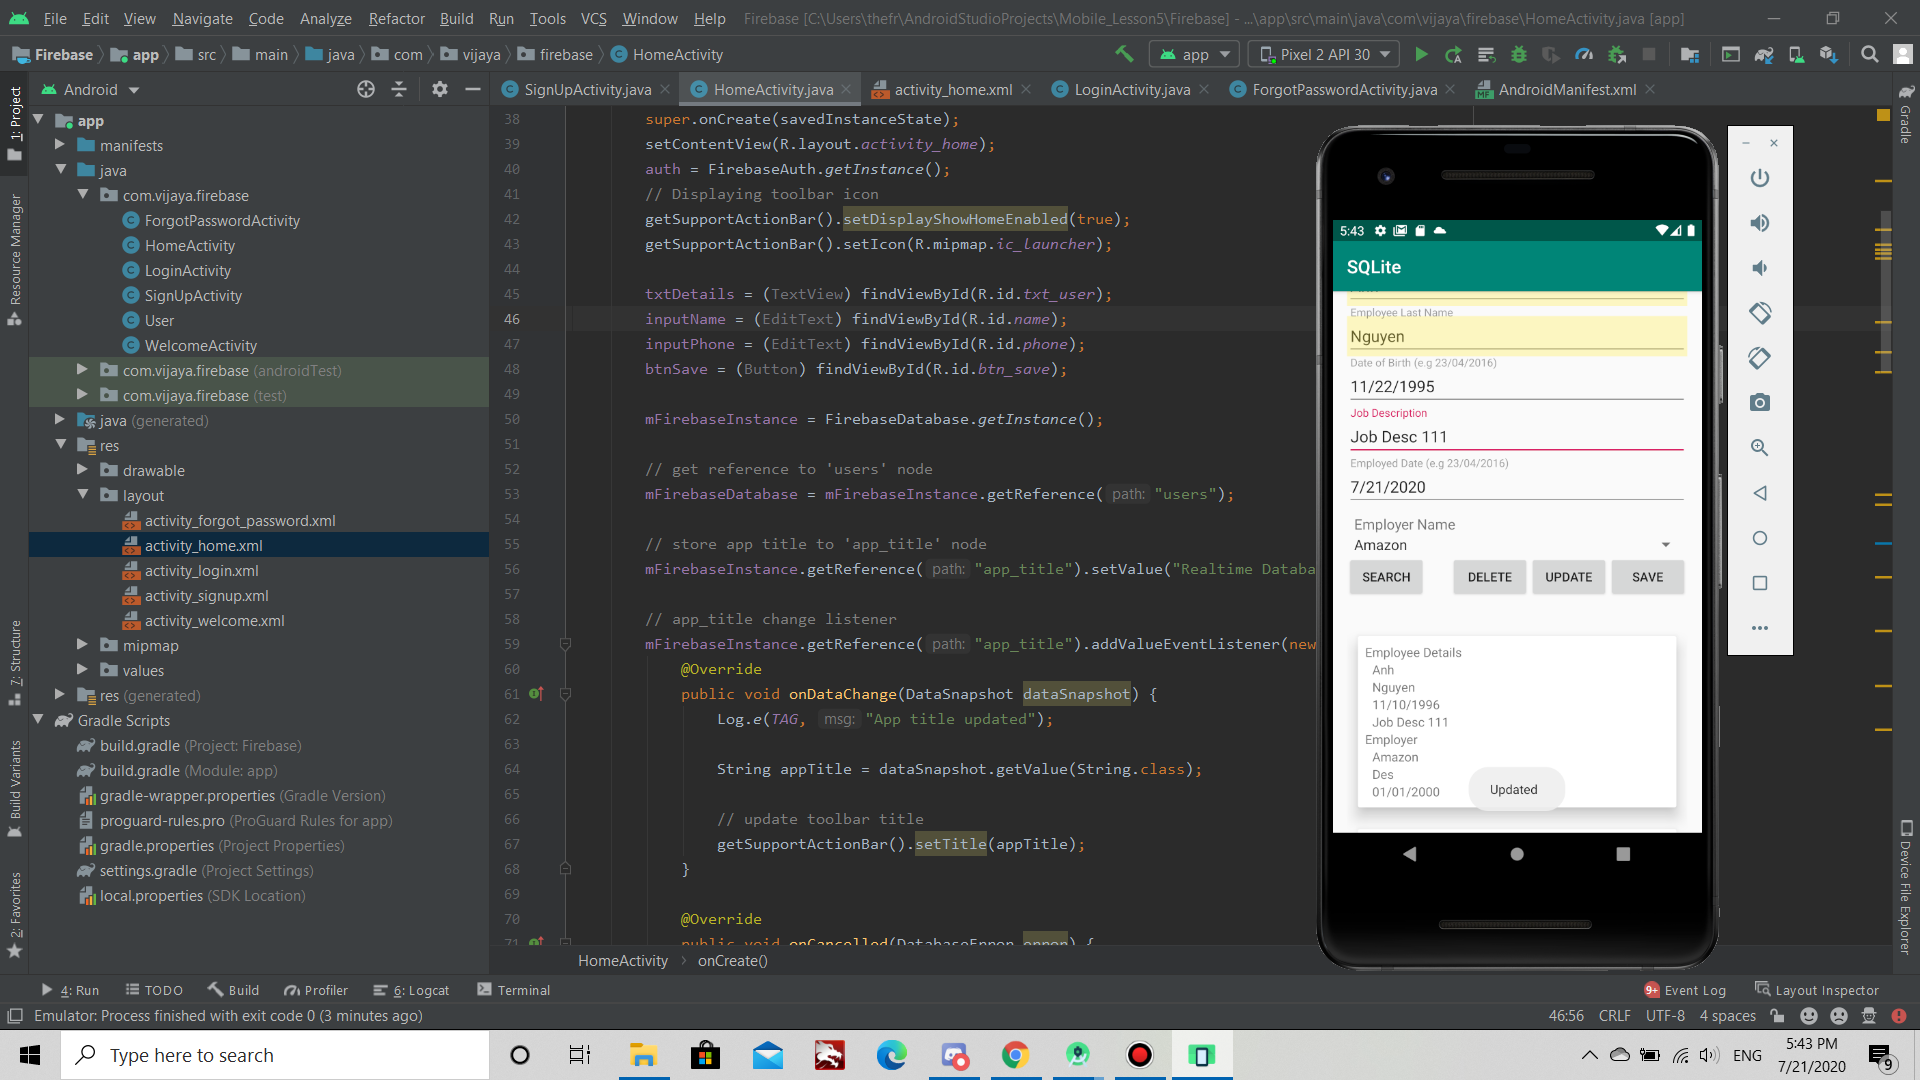 File Edit View Navigate Code Analyze Refactor Build Run Tools VCS Window Help Firebase [C:\Users\thefr\AndroidStudioProjects\Mobile_Lesson5\Firebase] - ...\app\src\main\java\com\vijaya\firebase\HomeActivity.java [app]
Firebase app src main java com vijaya firebase HomeActivity app Pixel 2 API 30
Android
SignUpActivity.java HomeActivity.java activity_home.xml LoginActivity.java ForgotPasswordActivity.java AndroidManifest.xml
1: Project
Resource Manager
7: Structure
Build Variants
2: Favorites
Gradle
Device File Explorer
app
manifests
java
com.vijaya.firebase
ForgotPasswordActivity
HomeActivity
LoginActivity
SignUpActivity
User
WelcomeActivity
com.vijaya.firebase (androidTest)
com.vijaya.firebase (test)
java (generated)
res
drawable
layout
activity_forgot_password.xml
activity_home.xml
activity_login.xml
activity_signup.xml
activity_welcome.xml
mipmap
values
res (generated)
Gradle Scripts
build.gradle (Project: Firebase)
build.gradle (Module: app)
gradle-wrapper.properties (Gradle Version)
proguard-rules.pro (ProGuard Rules for app)
gradle.properties (Project Properties)
settings.gradle (Project Settings)
local.properties (SDK Location)
38 super.onCreate(savedInstanceState);
39 setContentView(R.layout.activity_home);
40 auth = FirebaseAuth.getInstance();
41 // Displaying toolbar icon
42 getSupportActionBar().setDisplayShowHomeEnabled(true);
43 getSupportActionBar().setIcon(R.mipmap.ic_launcher);
44
45 txtDetails = (TextView) findViewById(R.id.txt_user);
46 inputName = (EditText) findViewById(R.id.name);
47 inputPhone = (EditText) findViewById(R.id.phone);
48 btnSave = (Button) findViewById(R.id.btn_save);
49
50 mFirebaseInstance = FirebaseDatabase.getInstance();
51
52 // get reference to 'users' node
53 mFirebaseDatabase = mFirebaseInstance.getReference( path: "users");
54
55 // store app title to 'app_title' node
56 mFirebaseInstance.getReference( path: "app_title").setValue("Realtime Databa
57
58 // app_title change listener
59 mFirebaseInstance.getReference( path: "app_title").addValueEventListener(new
60 @Override
61 public void onDataChange(DataSnapshot dataSnapshot) {
62 Log.e(TAG, msg: "App title updated");
63
64 String appTitle = dataSnapshot.getValue(String.class);
65
66 // update toolbar title
67 getSupportActionBar().setTitle(appTitle);
68 }
69
70 @Override
71 public void onCancelled(DatabaseError error) {
HomeActivity onCreate()
5:43
SQLite
Employee Last Name
Nguyen
Date of Birth (e.g 23/04/2016)
11/22/1995
Job Description
Job Desc 111
Employed Date (e.g 23/04/2016)
7/21/2020
Employer Name
Amazon
SEARCH DELETE UPDATE SAVE
Employee Details
Anh
Nguyen
11/10/1996
Job Desc 111
Employer
Amazon
Des
01/01/2000
Updated
4: Run TODO Build Profiler 6: Logcat Terminal 9+ Event Log Layout Inspector
Emulator: Process finished with exit code 0 (3 minutes ago) 46:56 CRLF UTF-8 4 spaces
Type here to search
ENG
5:43 PM
7/21/2020
9